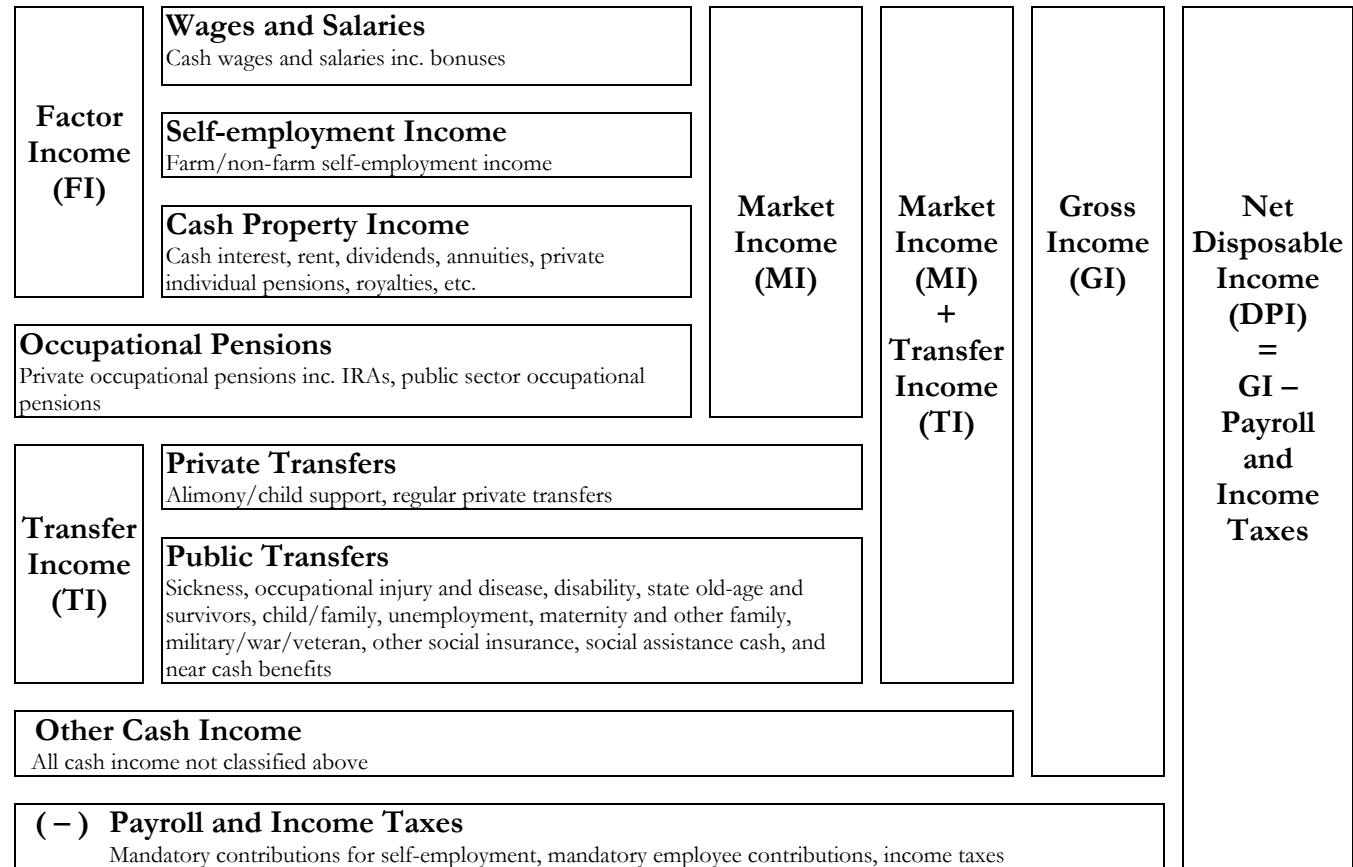 Factor
Income
(FI)
Wages and Salaries
Cash wages and salaries inc. bonuses
Self-employment Income
Farm/non-farm self-employment income
Cash Property Income
Cash interest, rent, dividends, annuities, private
individual pensions, royalties, etc.
Occupational Pensions
Private occupational pensions inc. IRAs, public sector occupational
pensions
Transfer
Income
(TI)
Private Transfers
Alimony/child support, regular private transfers
Public Transfers
Sickness, occupational injury and disease, disability, state old-age and
survivors, child/family, unemployment, maternity and other family,
military/war/veteran, other social insurance, social assistance cash, and
near cash benefits
Other Cash Income
All cash income not classified above
( – ) Payroll and Income Taxes
Mandatory contributions for self-employment, mandatory employee contributions, income taxes
Market
Income
(MI)
Market
Income
(MI)
+
Transfer
Income
(TI)
Gross
Income
(GI)
Net
Disposable
Income
(DPI)
=
GI –
Payroll
and
Income
Taxes